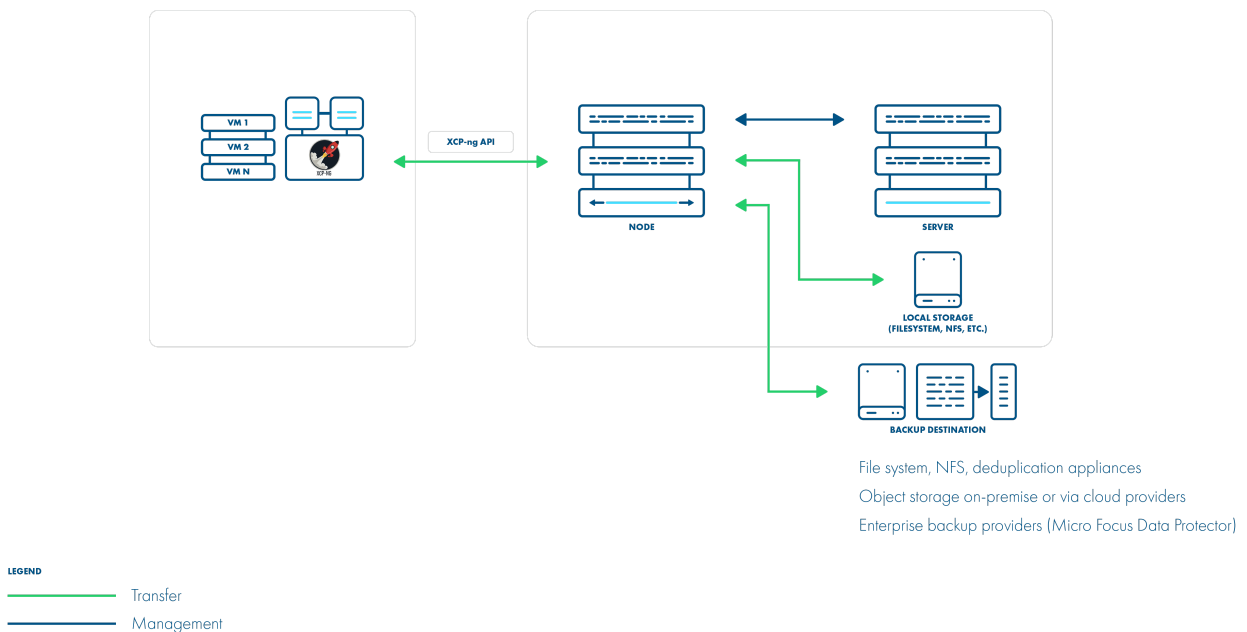 VM 1
VM 2
VM N
XCP-NG
XCP-ng API
NODE
SERVER
LOCAL STORAGE
(FILESYSTEM, NFS, ETC.)
BACKUP DESTINATION
File system, NFS, deduplication appliances
Object storage on-premise or via cloud providers
Enterprise backup providers (Micro Focus Data Protector)
LEGEND
Transfer
Management